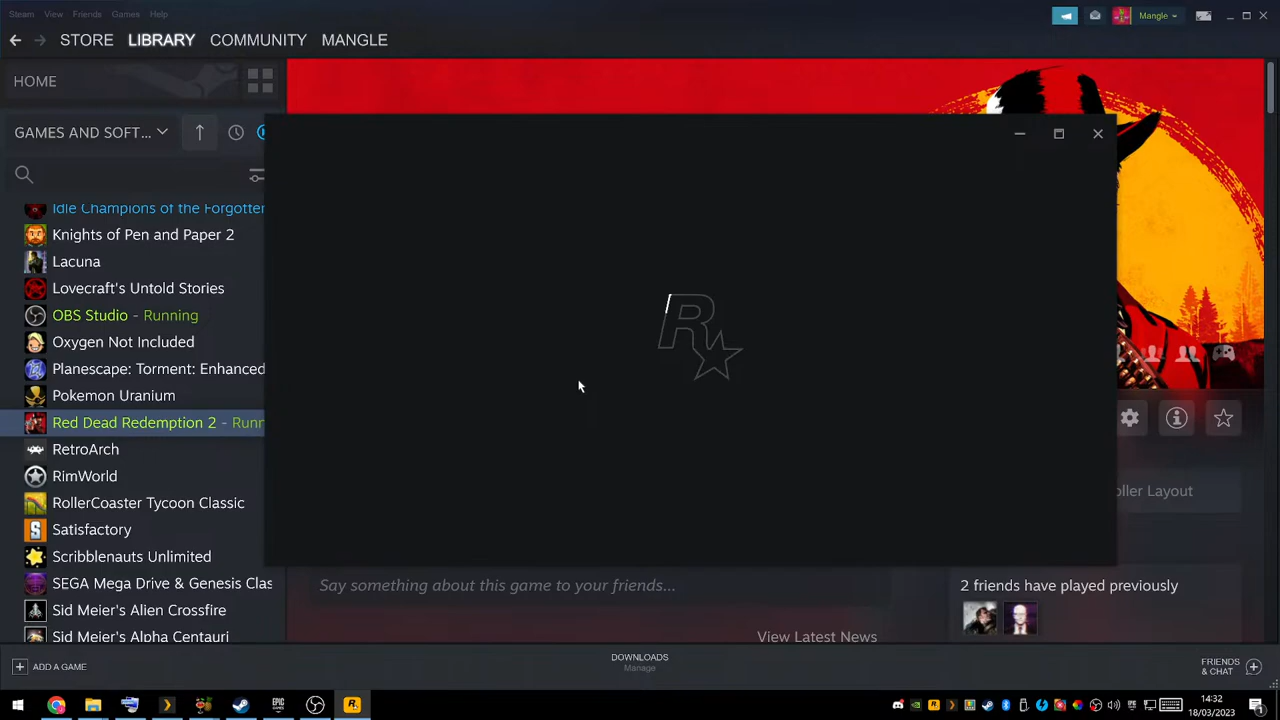 Steam View Friends Games Help
Mangle
STORE LIBRARY COMMUNITY MANGLE
HOME
GAMES AND SOFT...
Idle Champions of the Forgotten
Knights of Pen and Paper 2
Lacuna
Lovecraft's Untold Stories
OBS Studio - Running
Oxygen Not Included
Planescape: Torment: Enhanced
Pokemon Uranium
Red Dead Redemption 2 - Runn
RetroArch
RimWorld
RollerCoaster Tycoon Classic
Satisfactory
Scribblenauts Unlimited
SEGA Mega Drive & Genesis Clas
Sid Meier's Alien Crossfire
Sid Meier's Alpha Centauri
R
oller Layout
Say something about this game to your friends...
2 friends have played previously
View Latest News
ADD A GAME
DOWNLOADS
Manage
FRIENDS
& CHAT
EPIC
GAMES
R
14:32
18/03/2023
1